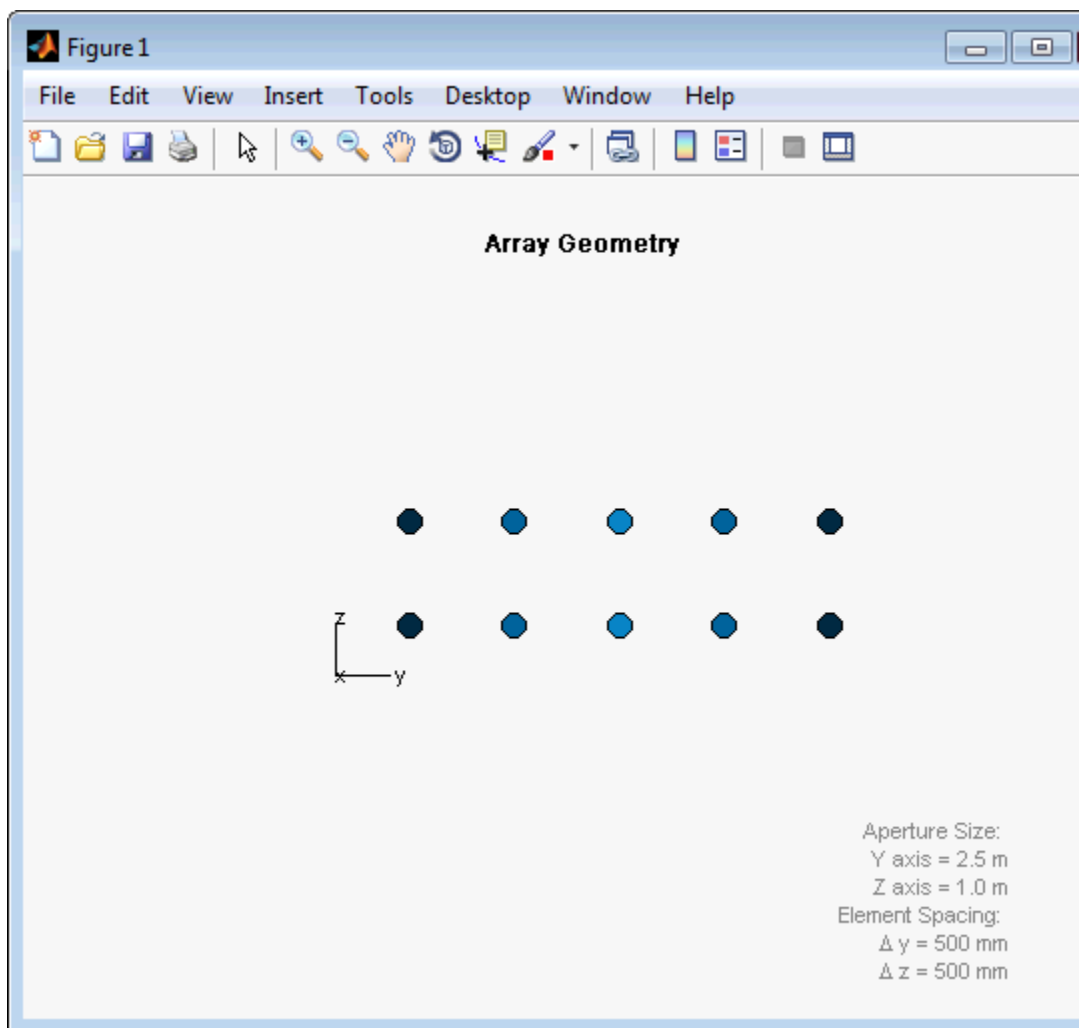 Figure 1
File Edit View Insert Tools Desktop Window Help
Array Geometry
z
x y
Aperture Size:
Y axis = 2.5 m
Z axis = 1.0 m
Element Spacing:
Δ y = 500 mm
Δ z = 500 mm